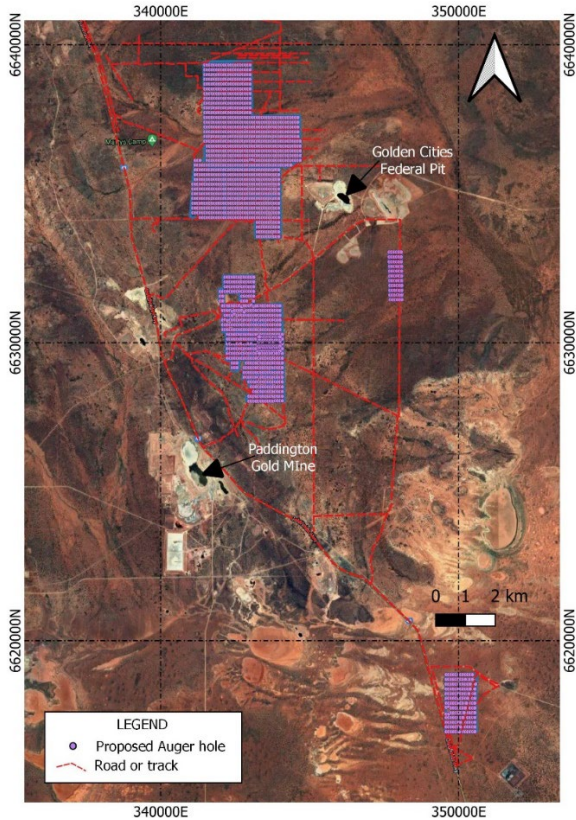 340000E
350000E
6640000N
6640000N
Golden Cities
Federal Pit
6630000N
6630000N
Paddington
Gold MIne
0 1 2 km
6620000N
6620000N
LEGEND
Proposed Auger hole
Road or track
340000E
350000E